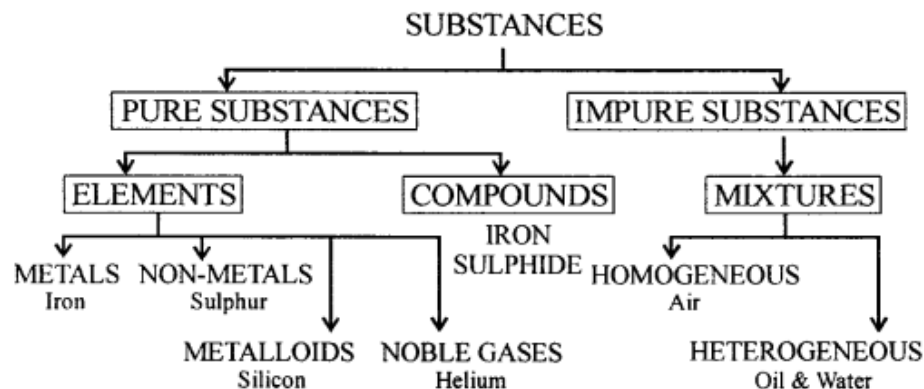 SUBSTANCES
PURE SUBSTANCES
IMPURE SUBSTANCES
ELEMENTS
COMPOUNDS
MIXTURES
IRON
SULPHIDE
METALS
Iron
NON-METALS
Sulphur
HOMOGENEOUS
Air
METALLOIDS
Silicon
NOBLE GASES
Helium
HETEROGENEOUS
Oil & Water